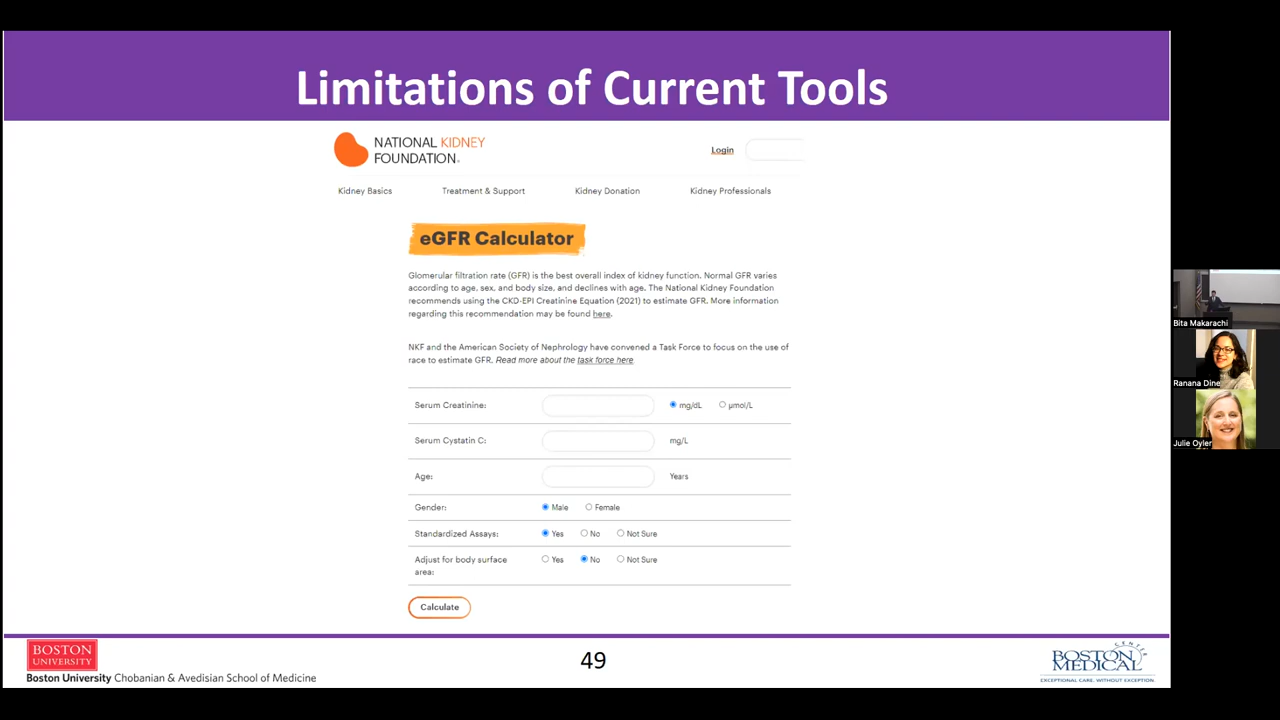 Limitations of Current Tools
NATIONAL KIDNEY
FOUNDATION.
Login
Kidney Basics
Treatment & Support
Kidney Donation
Kidney Professionals
eGFR Calculator
Glomerular filtration rate (GFR) is the best overall index of kidney function. Normal GFR varies
according to age, sex, and body size, and declines with age. The National Kidney Foundation
recommends using the CKD-EPI Creatinine Equation (2021) to estimate GFR. More information
regarding this recommendation may be found here.
NKF and the American Society of Nephrology have convened a Task Force to focus on the use of
race to estimate GFR. Read more about the task force here.
Serum Creatinine: mg/dL µmol/L
Serum Cystatin C: mg/L
Age: Years
Gender: Male Female
Standardized Assays: Yes No Not Sure
Adjust for body surface
area: Yes No Not Sure
Calculate
BOSTON
UNIVERSITY
Boston University Chobanian & Avedisian School of Medicine
49
BOSTON
MEDICAL
CENTER
EXCEPTIONAL CARE. WITHOUT EXCEPTION.
Bita Makarachi
Ranana Dine
Julie Oyler